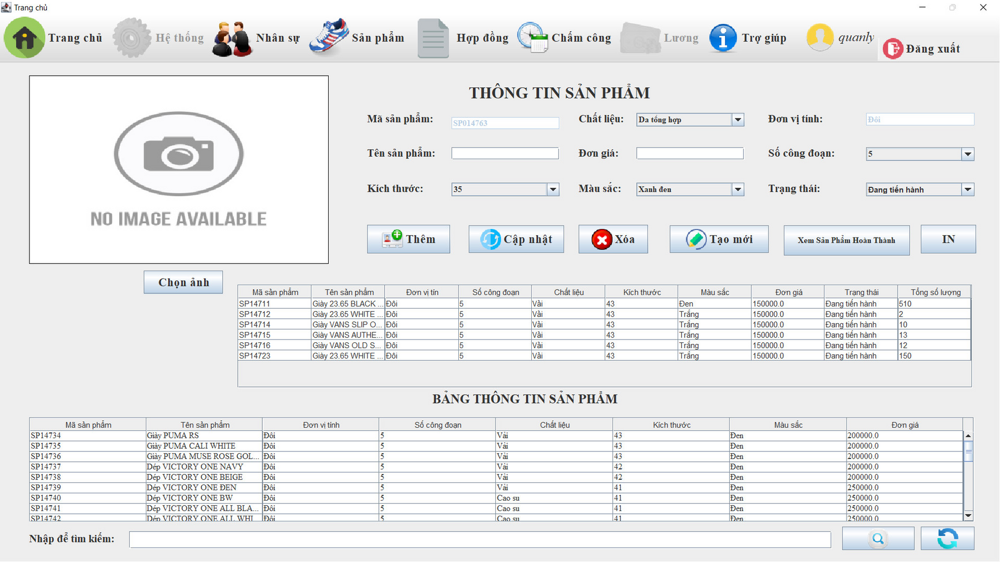 Trang chủ
Trang chủ Hệ thống Nhân sự Sản phẩm Hợp đồng Chấm công Lương Trợ giúp quanly Đăng xuất
NO IMAGE AVAILABLE
Chọn ảnh
THÔNG TIN SẢN PHẨM
Mã sản phẩm: SP014763 Chất liệu: Da tổng hợp Đơn vị tính: Đôi
Tên sản phẩm: Đơn giá: Số công đoạn: 5
Kích thước: 35 Màu sắc: Xanh đen Trạng thái: Đang tiến hành
Thêm Cập nhật Xóa Tạo mới Xem Sản Phẩm Hoàn Thành IN
Mã sản phẩm Tên sản phẩm Đơn vị tín Số công đoạn Chất liệu Kích thước Màu sắc Đơn giá Trạng thái Tổng số lượng
SP14711 Giày 23.65 BLACK ... Đôi 5 Vải 43 Đen 150000.0 Đang tiến hành 510
SP14712 Giày 23.65 WHITE ... Đôi 5 Vải 43 Trắng 150000.0 Đang tiến hành 2
SP14714 Giày VANS SLIP O... Đôi 5 Vải 43 Trắng 150000.0 Đang tiến hành 10
SP14715 Giày VANS AUTHE... Đôi 5 Vải 43 Trắng 150000.0 Đang tiến hành 13
SP14716 Giày VANS OLD S... Đôi 5 Vải 43 Trắng 150000.0 Đang tiến hành 12
SP14723 Giày 23.65 WHITE ... Đôi 5 Vải 43 Trắng 150000.0 Đang tiến hành 150
BẢNG THÔNG TIN SẢN PHẨM
Mã sản phẩm Tên sản phẩm Đơn vị tính Số công đoạn Chất liệu Kích thước Màu sắc Đơn giá
SP14734 Giày PUMA RS Đôi 5 Vải 43 Đen 200000.0
SP14735 Giày PUMA CALI WHITE Đôi 5 Vải 43 Đen 200000.0
SP14736 Giày PUMA MUSE ROSE GOL... Đôi 5 Vải 43 Đen 200000.0
SP14737 Dép VICTORY ONE NAVY Đôi 5 Vải 42 Đen 200000.0
SP14738 Dép VICTORY ONE BEIGE Đôi 5 Vải 42 Đen 200000.0
SP14739 Dép VICTORY ONE ĐEN Đôi 5 Vải 41 Đen 250000.0
SP14740 Dép VICTORY ONE BW Đôi 5 Cao su 41 Đen 250000.0
SP14741 Dép VICTORY ONE ALL BLA... Đôi 5 Cao su 41 Đen 250000.0
SP14742 Dép VICTORY ONE ALL WHI... Đôi 5 Cao su 41 Đen 250000.0
Nhập để tìm kiếm: